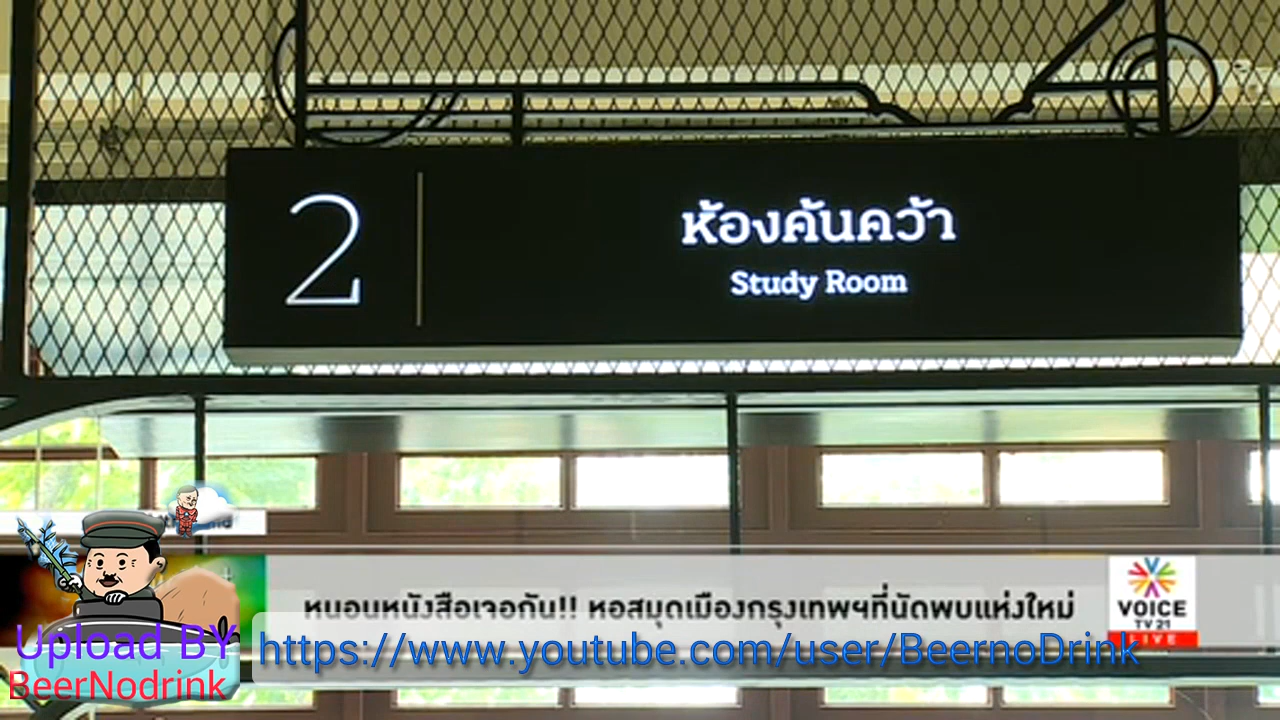 2
ห้องค้นคว้า
Study Room
หนอนหนังสือเจอกัน!! หอสมุดเมืองกรุงเทพฯที่นัดพบแห่งใหม่
VOICE
TV 21
LIVE
Upload BY
https://www.youtube.com/user/BeernoDrink
BeerNodrink